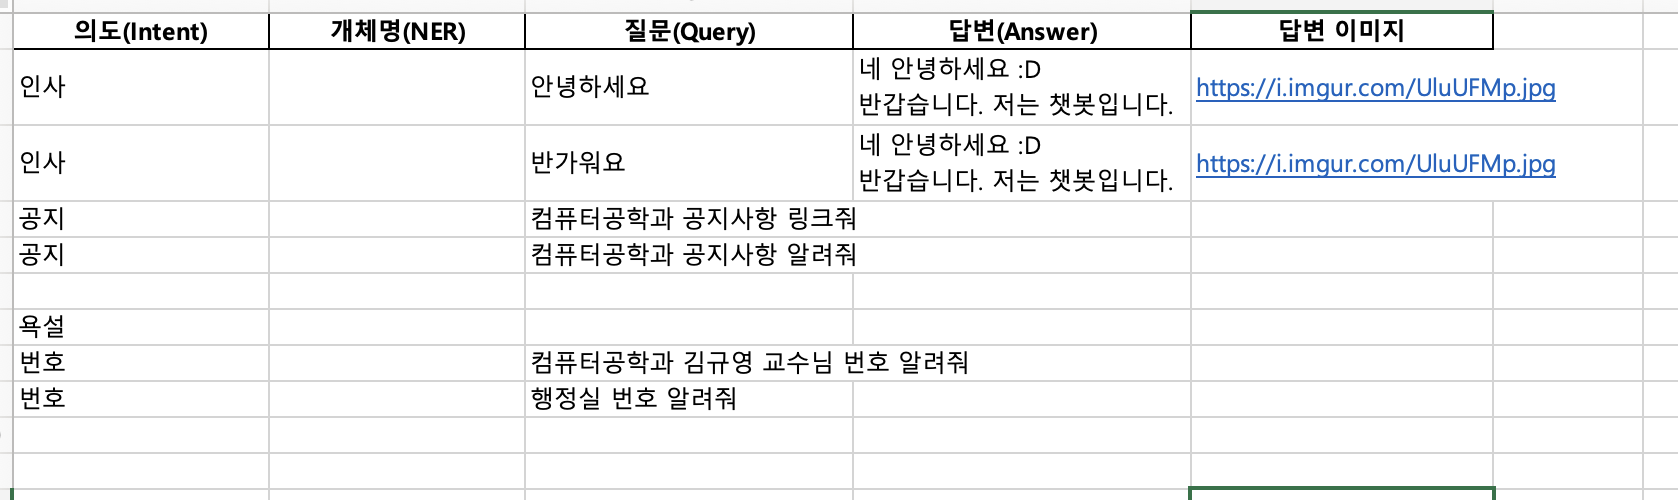 의도(Intent) 개체명(NER) 질문(Query) 답변(Answer) 답변 이미지
인사 안녕하세요 네 안녕하세요 :D
반갑습니다. 저는 챗봇입니다. https://i.imgur.com/UluUFMp.jpg
인사 반가워요 네 안녕하세요 :D
반갑습니다. 저는 챗봇입니다. https://i.imgur.com/UluUFMp.jpg
공지 컴퓨터공학과 공지사항 링크줘
공지 컴퓨터공학과 공지사항 알려줘
욕설
번호 컴퓨터공학과 김규영 교수님 번호 알려줘
번호 행정실 번호 알려줘